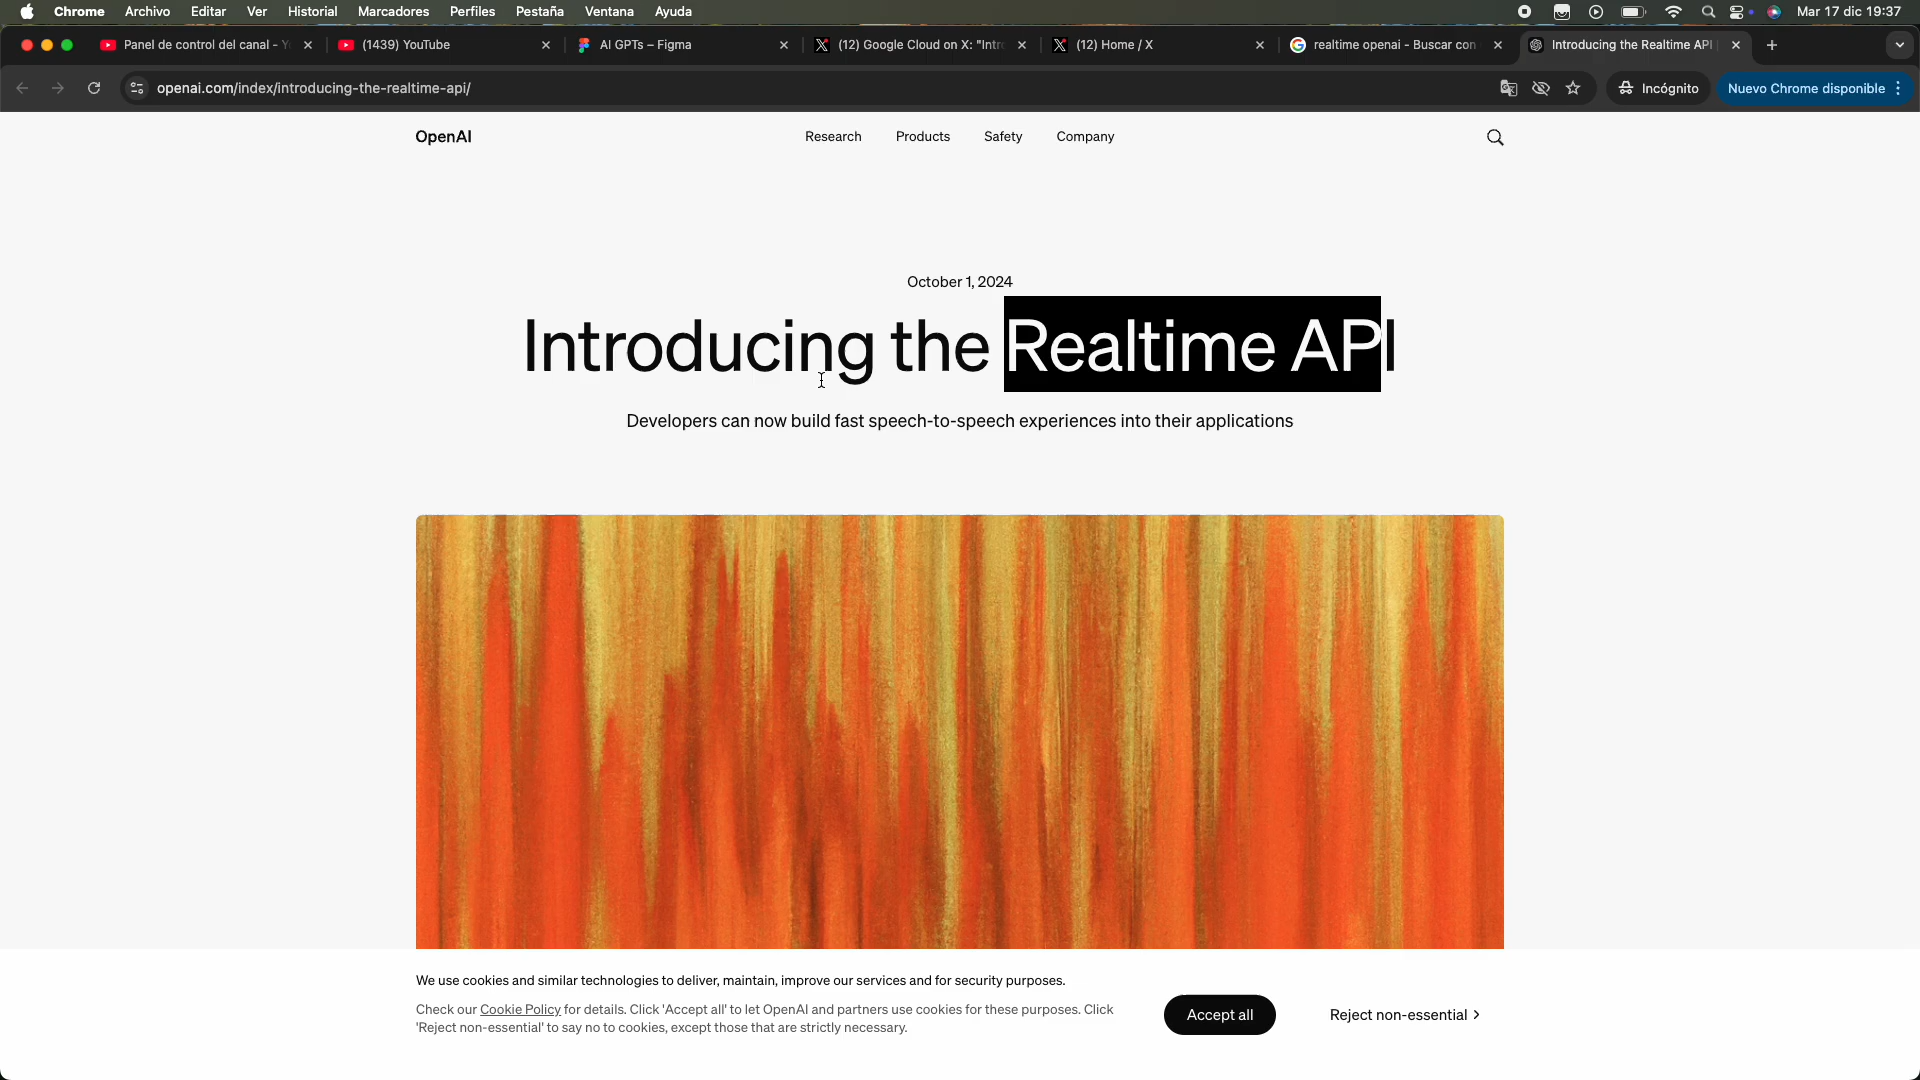 Chrome Archivo Editar Ver Historial Marcadores Perfiles Pestaña Ventana Ayuda Mar 17 dic 19:37
Panel de control del canal - Y (1439) YouTube AI GPTs – Figma (12) Google Cloud on X: "Intro (12) Home / X realtime openai - Buscar con Introducing the Realtime API
openai.com/index/introducing-the-realtime-api/ Incógnito Nuevo Chrome disponible
OpenAI Research Products Safety Company
October 1, 2024
Introducing the Realtime API
Developers can now build fast speech-to-speech experiences into their applications
We use cookies and similar technologies to deliver, maintain, improve our services and for security purposes.
Check our Cookie Policy for details. Click 'Accept all' to let OpenAI and partners use cookies for these purposes. Click
'Reject non-essential' to say no to cookies, except those that are strictly necessary.
Accept all Reject non-essential